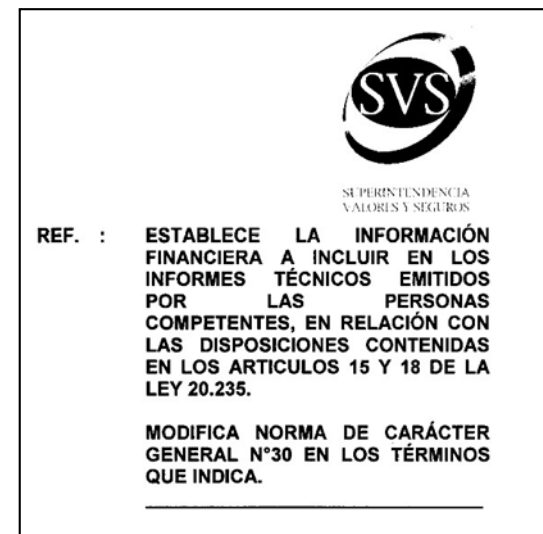 SVS
SUPERINTENDENCIA
VALORES Y SEGUROS
REF. : ESTABLECE LA INFORMACIÓN
FINANCIERA A INCLUIR EN LOS
INFORMES TÉCNICOS EMITIDOS
POR LAS PERSONAS
COMPETENTES, EN RELACIÓN CON
LAS DISPOSICIONES CONTENIDAS
EN LOS ARTICULOS 15 Y 18 DE LA
LEY 20.235.
MODIFICA NORMA DE CARÁCTER
GENERAL N°30 EN LOS TÉRMINOS
QUE INDICA.